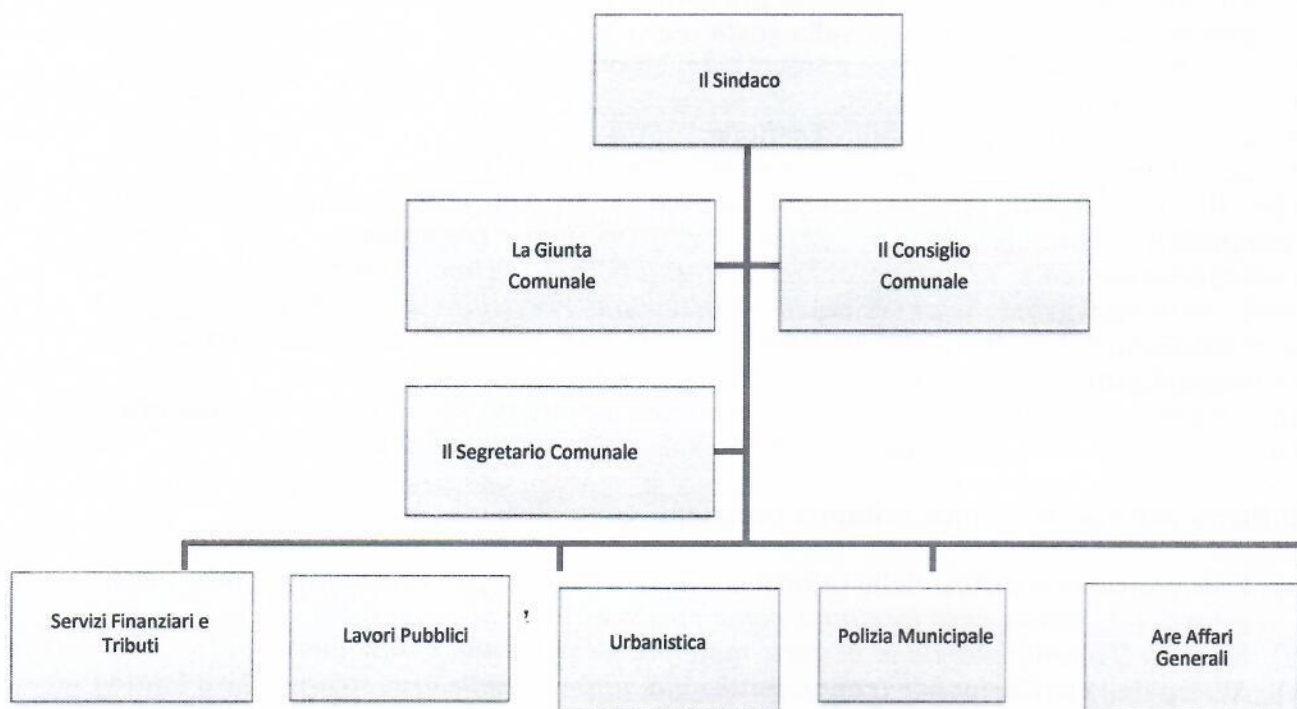 Il Sindaco
La Giunta
Comunale
Il Consiglio
Comunale
Il Segretario Comunale
Servizi Finanziari e
Tributi
Lavori Pubblici
,
Urbanistica
Polizia Municipale
Are Affari
Generali